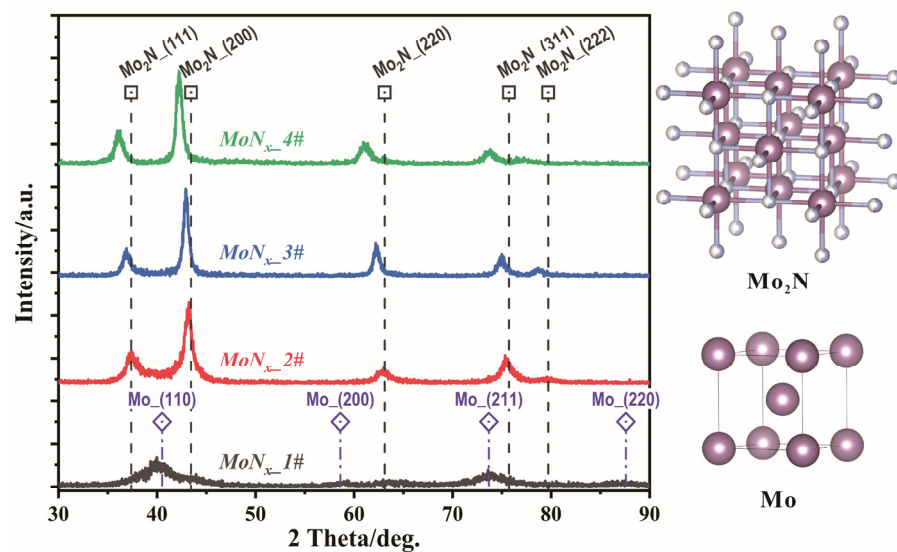 Mo₂N_(111)
Mo₂N_(200)
Mo₂N_(220)
Mo₂N_(311)
Mo₂N_(222)
MoNₓ_4#
MoNₓ_3#
MoNₓ_2#
Mo_(110)
Mo_(200)
Mo_(211)
Mo_(220)
MoNₓ_1#
30 40 50 60 70 80 90
2 Theta/deg.
Intensity/a.u.
Mo₂N
Mo